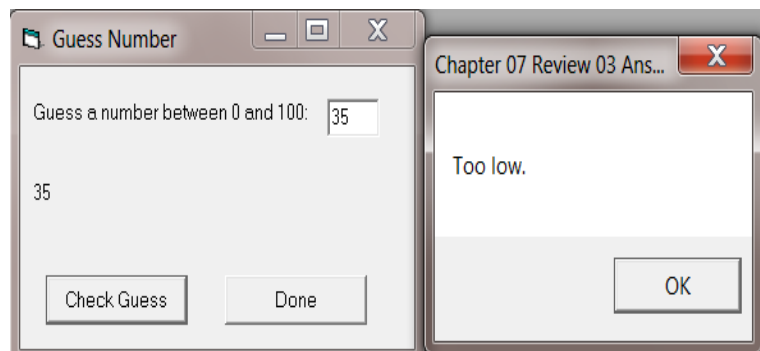 Guess Number
Guess a number between 0 and 100: 35
35
Check Guess Done
Chapter 07 Review 03 Ans...
Too low.
OK